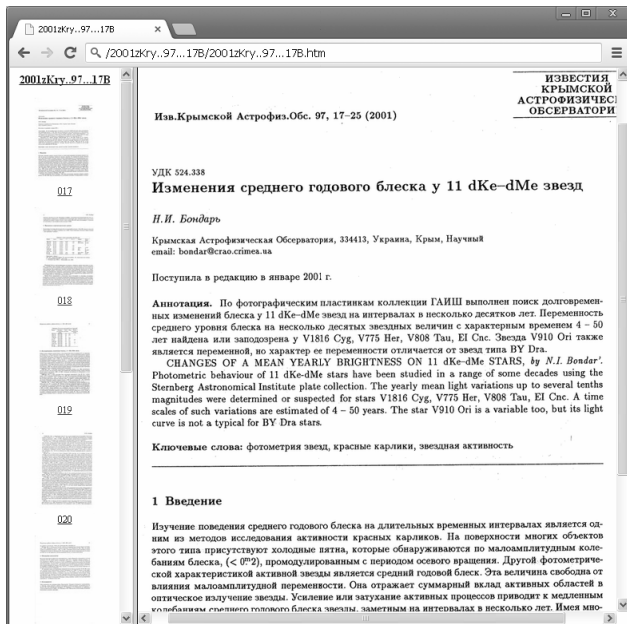 2001zKry..97...17B
/2001zKry..97...17B/2001zKry..97...17B.htm
2001zKry..97...17B
017
018
019
020
ИЗВЕСТИЯ
КРЫМСКОЙ
АСТРОФИЗИЧЕС
ОБСЕРВАТОРИ
Изв.Крымской Астрофиз.Обс. 97, 17–25 (2001)
УДК 524.338
Изменения среднего годового блеска у 11 dKe–dMe звезд
Н.И. Бондарь
Крымская Астрофизическая Обсерватория, 334413, Украина, Крым, Научный
email: bondar@crao.crimea.ua
Поступила в редакцию в январе 2001 г.
Аннотация. По фотографическим пластинкам коллекции ГАИШ выполнен поиск долговремен-
ных изменений блеска у 11 dKe–dMe звезд на интервалах в несколько десятков лет. Переменность
среднего уровня блеска на несколько десятых звездных величин с характерным временем 4 – 50
лет найдена или заподозрена у V1816 Cyg, V775 Her, V808 Tau, EI Cnc. Звезда V910 Ori также
является переменной, но характер ее переменности отличается от звезд типа BY Dra.
CHANGES OF A MEAN YEARLY BRIGHTNESS ON 11 dKe-dMe STARS, by N.I. Bondar'.
Photometric behaviour of 11 dKe-dMe stars have been studied in a range of some decades using the
Sternberg Astronomical Institute plate collection. The yearly mean light variations up to several tenths
magnitudes were determined or suspected for stars V1816 Cyg, V775 Her, V808 Tau, EI Cnc. A time
scales of such variations are estimated of 4 – 50 years. The star V910 Ori is a variable too, but its light
curve is not a typical for BY Dra stars.
Ключевые слова: фотометрия звезд, красные карлики, звездная активность
1 Введение
Изучение поведения среднего годового блеска на длительных временных интервалах является од-
ним из методов исследования активности красных карликов. На поверхности многих объектов
этого типа присутствуют холодные пятна, которые обнаруживаются по малоамплитудным коле-
баниям блеска, (< 0ᵐ2), промодулированным с периодом осевого вращения. Другой фотометриче-
ской характеристикой активной звезды является средний годовой блеск. Эта величина свободна от
влияния малоамплитудной переменности. Она отражает суммарный вклад активных областей в
оптическое излучение звезды. Усиление или затухание активных процессов приводит к медленным
колебаниям среднего годового блеска звезды, заметным на интервалах в несколько лет. Имея мно-